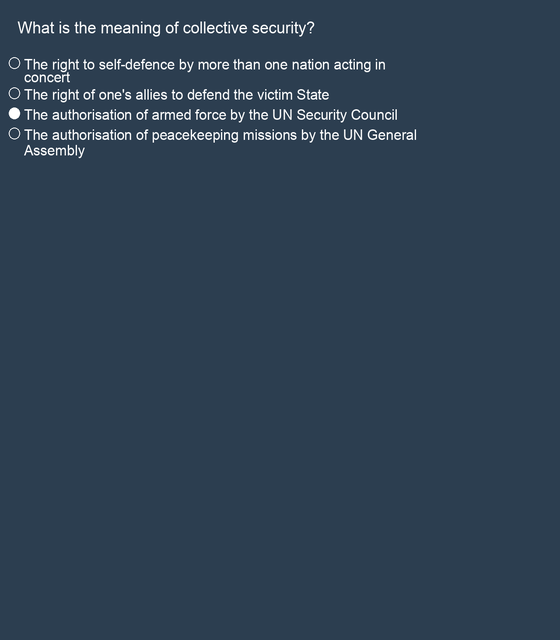 What is the meaning of collective security?
The right to self-defence by more than one nation acting in
concert
The right of one's allies to defend the victim State
The authorisation of armed force by the UN Security Council
The authorisation of peacekeeping missions by the UN General
Assembly